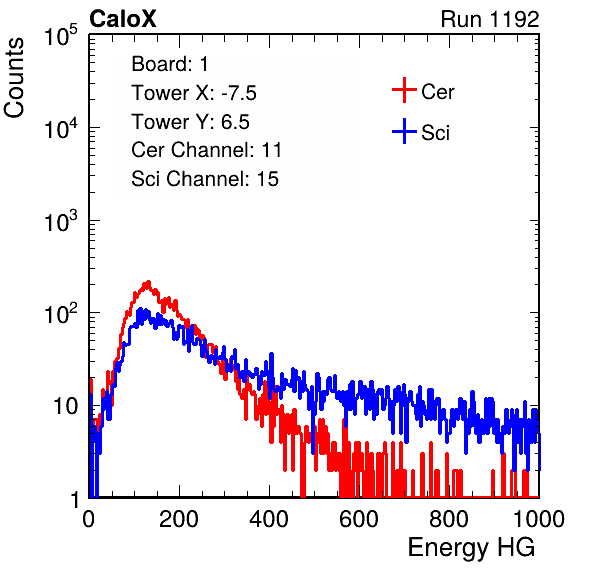 CaloX Run 1192
Counts
Board: 1
Tower X: -7.5
Tower Y: 6.5
Cer Channel: 11
Sci Channel: 15
Cer
Sci
10^5
10^4
10^3
10^2
10
1
0 200 400 600 800 1000
Energy HG